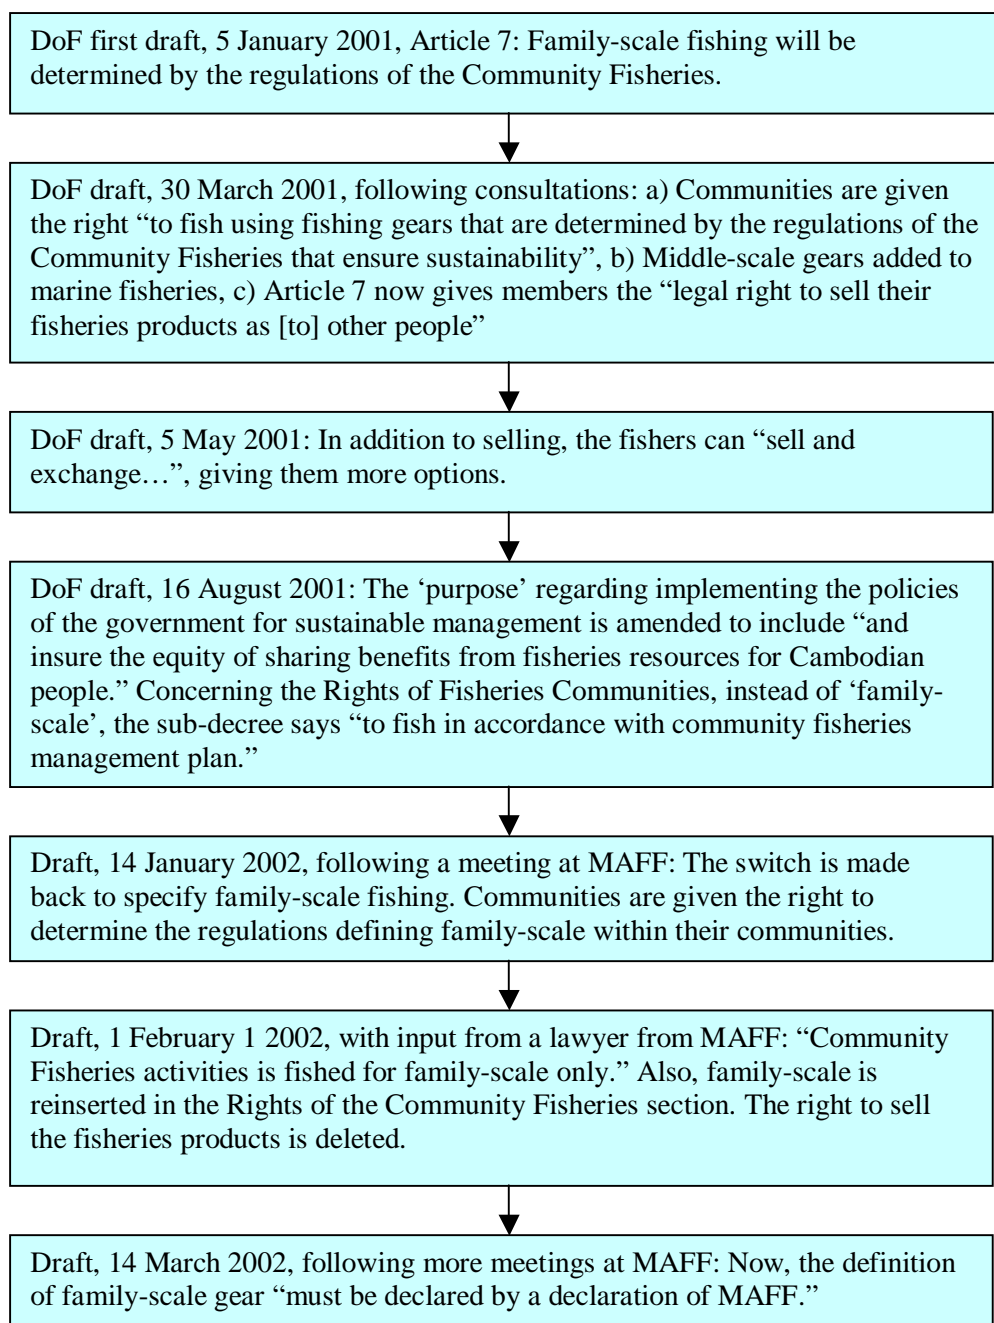 DoF first draft, 5 January 2001, Article 7: Family-scale fishing will be
determined by the regulations of the Community Fisheries.
DoF draft, 30 March 2001, following consultations: a) Communities are given
the right “to fish using fishing gears that are determined by the regulations of the
Community Fisheries that ensure sustainability”, b) Middle-scale gears added to
marine fisheries, c) Article 7 now gives members the “legal right to sell their
fisheries products as [to] other people”
DoF draft, 5 May 2001: In addition to selling, the fishers can “sell and
exchange…”, giving them more options.
DoF draft, 16 August 2001: The ‘purpose’ regarding implementing the policies
of the government for sustainable management is amended to include “and
insure the equity of sharing benefits from fisheries resources for Cambodian
people.” Concerning the Rights of Fisheries Communities, instead of ‘family-
scale’, the sub-decree says “to fish in accordance with community fisheries
management plan.”
Draft, 14 January 2002, following a meeting at MAFF: The switch is made
back to specify family-scale fishing. Communities are given the right to
determine the regulations defining family-scale within their communities.
Draft, 1 February 1 2002, with input from a lawyer from MAFF: “Community
Fisheries activities is fished for family-scale only.” Also, family-scale is
reinserted in the Rights of the Community Fisheries section. The right to sell
the fisheries products is deleted.
Draft, 14 March 2002, following more meetings at MAFF: Now, the definition
of family-scale gear “must be declared by a declaration of MAFF.”